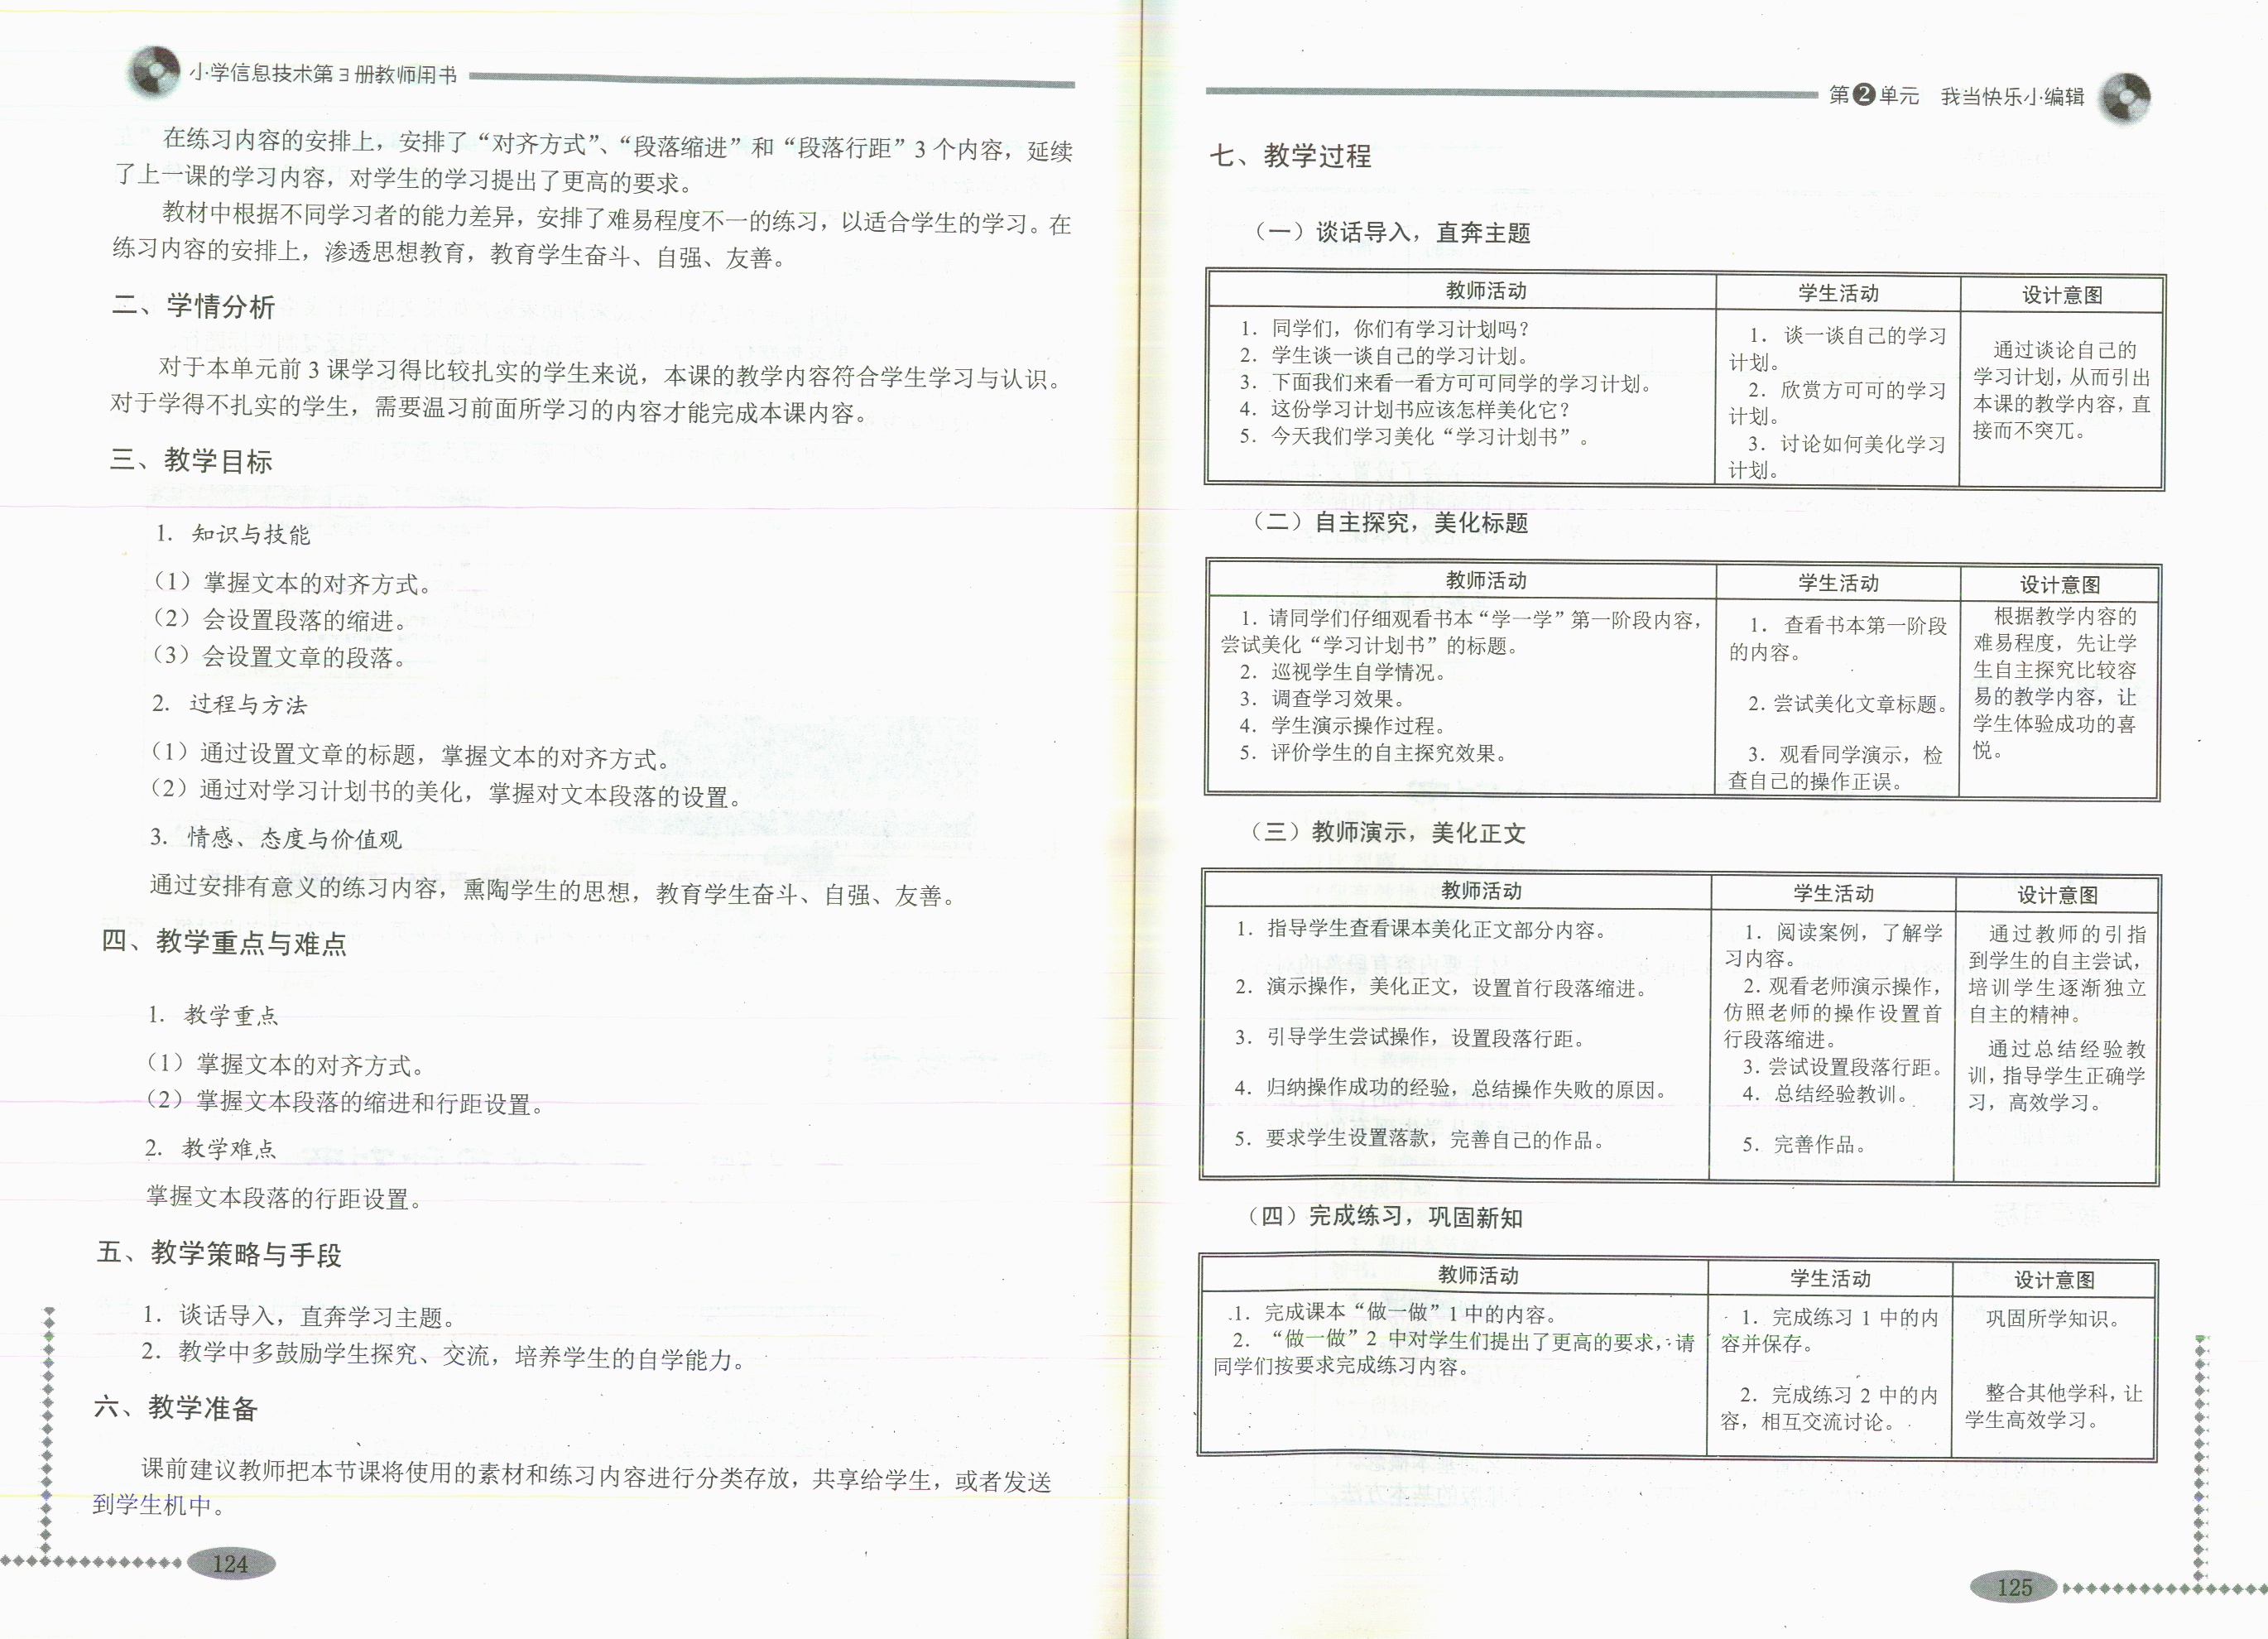 小学信息技术第3册教师用书
在练习内容的安排上，安排了“对齐方式”、“段落缩进”和“段落行距”3个内容，延续
了上一课的学习内容，对学生的学习提出了更高的要求。
教材中根据不同学习者的能力差异，安排了难易程度不一的练习，以适合学生的学习。在
练习内容的安排上，渗透思想教育，教育学生奋斗、自强、友善。
二、学情分析
对于本单元前3课学习得比较扎实的学生来说，本课的教学内容符合学生学习与认识。
对于学得不扎实的学生，需要温习前面所学习的内容才能完成本课内容。
三、教学目标
1. 知识与技能
（1）掌握文本的对齐方式。
（2）会设置段落的缩进。
（3）会设置文章的段落。
2. 过程与方法
（1）通过设置文章的标题，掌握文本的对齐方式。
（2）通过对学习计划书的美化，掌握对文本段落的设置。
3. 情感、态度与价值观
通过安排有意义的练习内容，熏陶学生的思想，教育学生奋斗、自强、友善。
四、教学重点与难点
1. 教学重点
（1）掌握文本的对齐方式。
（2）掌握文本段落的缩进和行距设置。
2. 教学难点
掌握文本段落的行距设置。
五、教学策略与手段
1. 谈话导入，直奔学习主题。
2. 教学中多鼓励学生探究、交流，培养学生的自学能力。
六、教学准备
课前建议教师把本节课将使用的素材和练习内容进行分类存放，共享给学生，或者发送
到学生机中。
124
第2单元 我当快乐小编辑
七、教学过程
（一）谈话导入，直奔主题
教师活动
学生活动
设计意图
1. 同学们，你们有学习计划吗？
2. 学生谈一谈自己的学习计划。
3. 下面我们来看一看方可可同学的学习计划。
4. 这份学习计划书应该怎样美化它？
5. 今天我们学习美化“学习计划书”。
1. 谈一谈自己的学习
计划。
2. 欣赏方可可的学习
计划。
3. 讨论如何美化学习
计划。
通过谈论自己的
学习计划，从而引出
本课的教学内容，直
接而不突兀。
（二）自主探究，美化标题
教师活动
学生活动
设计意图
1. 请同学们仔细观看书本“学一学”第一阶段内容，
尝试美化“学习计划书”的标题。
2. 巡视学生自学情况。
3. 调查学习效果。
4. 学生演示操作过程。
5. 评价学生的自主探究效果。
1. 查看书本第一阶段
的内容。
2. 尝试美化文章标题。
3. 观看同学演示，检
查自己的操作正误。
根据教学内容的
难易程度，先让学
生自主探究比较容
易的教学内容，让
学生体验成功的喜
悦。
（三）教师演示，美化正文
教师活动
学生活动
设计意图
1. 指导学生查看课本美化正文部分内容。
2. 演示操作，美化正文，设置首行段落缩进。
3. 引导学生尝试操作，设置段落行距。
4. 归纳操作成功的经验，总结操作失败的原因。
5. 要求学生设置落款，完善自己的作品。
1. 阅读案例，了解学
习内容。
2. 观看老师演示操作，
仿照老师的操作设置首
行段落缩进。
3. 尝试设置段落行距。
4. 总结经验教训。
5. 完善作品。
通过教师的引指
到学生的自主尝试，
培训学生逐渐独立
自主的精神。
通过总结经验教
训，指导学生正确学
习，高效学习。
（四）完成练习，巩固新知
教师活动
学生活动
设计意图
1. 完成课本“做一做”1中的内容。
2. “做一做”2 中对学生们提出了更高的要求，请
同学们按要求完成练习内容。
1. 完成练习1中的内
容并保存。
2. 完成练习2中的内
容，相互交流讨论。
巩固所学知识。
整合其他学科，让
学生高效学习。
125